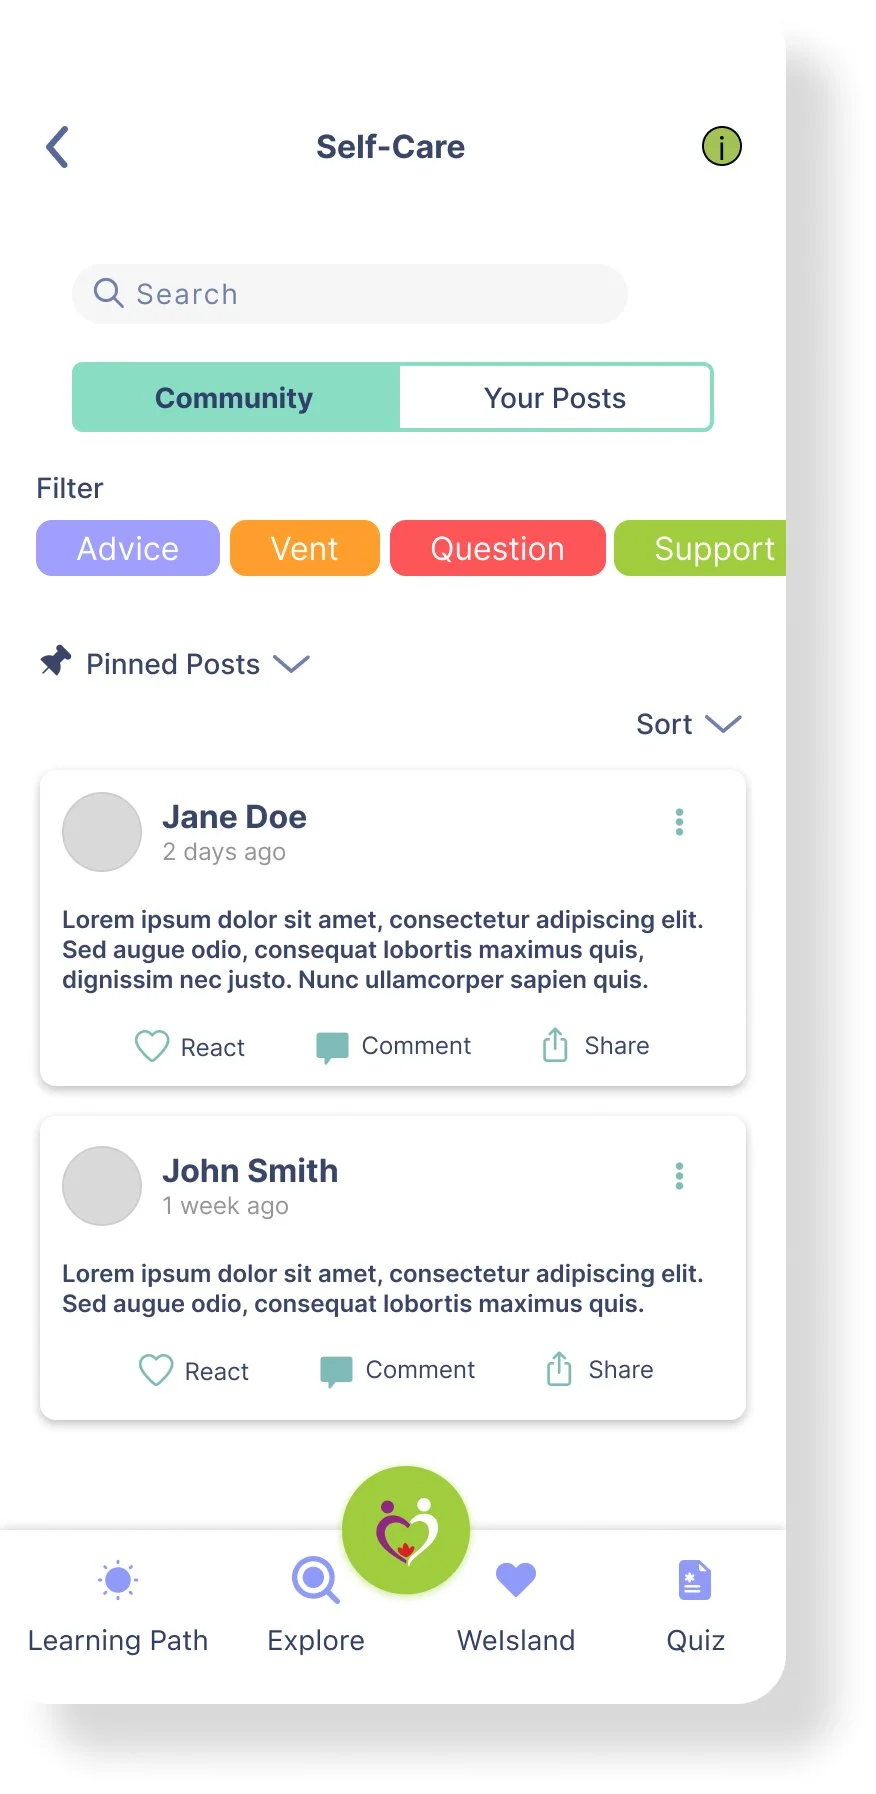 Self-Care
i
Search
Community
Your Posts
Filter
Advice
Vent
Question
Support
Pinned Posts
Sort
Jane Doe
2 days ago
Lorem ipsum dolor sit amet, consectetur adipiscing elit.
Sed augue odio, consequat lobortis maximus quis,
dignissim nec justo. Nunc ullamcorper sapien quis.
React
Comment
Share
John Smith
1 week ago
Lorem ipsum dolor sit amet, consectetur adipiscing elit.
Sed augue odio, consequat lobortis maximus quis.
React
Comment
Share
Learning Path
Explore
WeIsland
Quiz